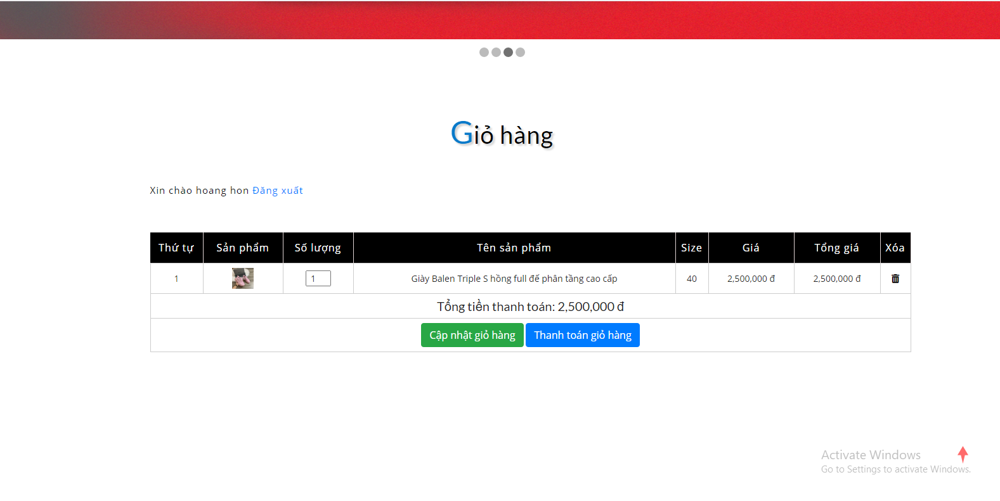 Giỏ hàng
Xin chào hoang hon Đăng xuất
Thứ tự Sản phẩm Số lượng Tên sản phẩm Size Giá Tổng giá Xóa
1 1 Giày Balen Triple S hồng full đế phân tầng cao cấp 40 2,500,000 đ 2,500,000 đ
Tổng tiền thanh toán: 2,500,000 đ
Cập nhật giỏ hàng Thanh toán giỏ hàng
Activate Windows
Go to Settings to activate Windows.